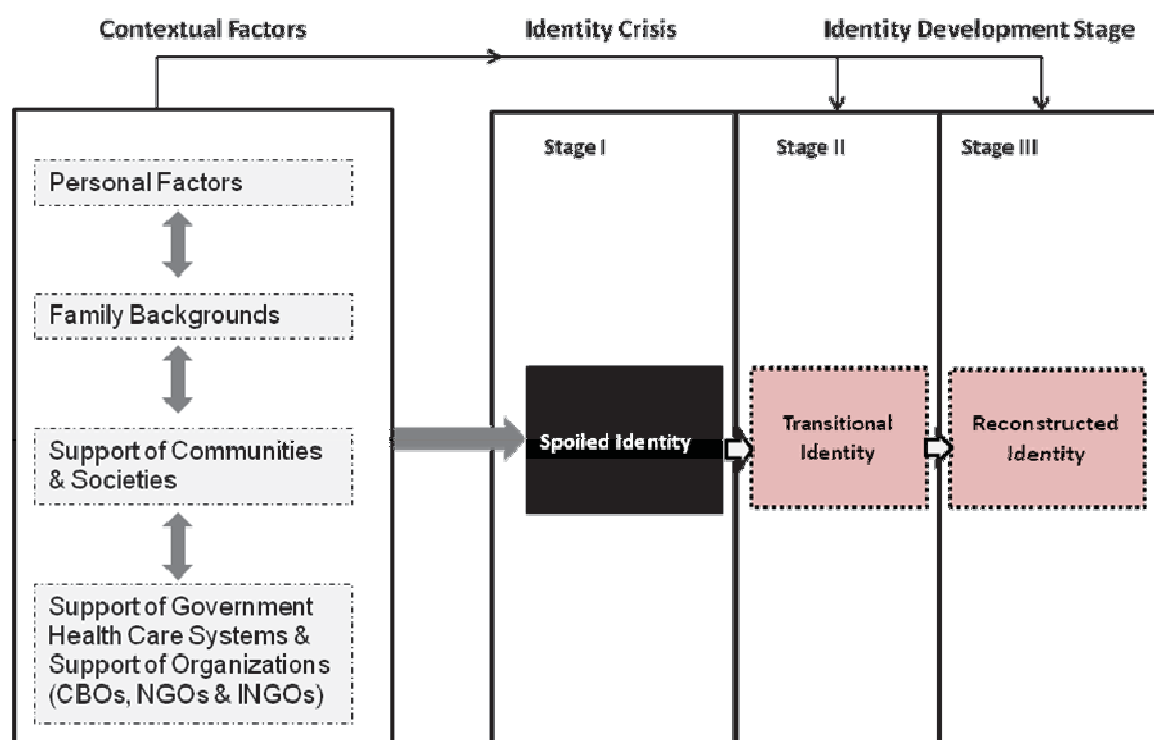 Contextual Factors
Identity Crisis
Identity Development Stage
Personal Factors
Family Backgrounds
Support of Communities
& Societies
Support of Government
Health Care Systems &
Support of Organizations
(CBOs, NGOs & INGOs)
Stage I
Spoiled Identity
Stage II
Transitional
Identity
Stage III
Reconstructed
Identity